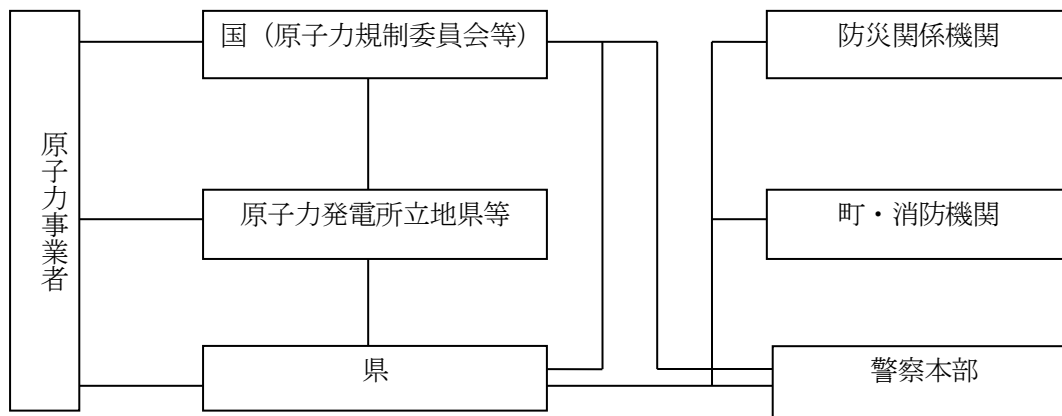 原子力事業者
国（原子力規制委員会等）
防災関係機関
原子力発電所立地県等
町・消防機関
県
警察本部